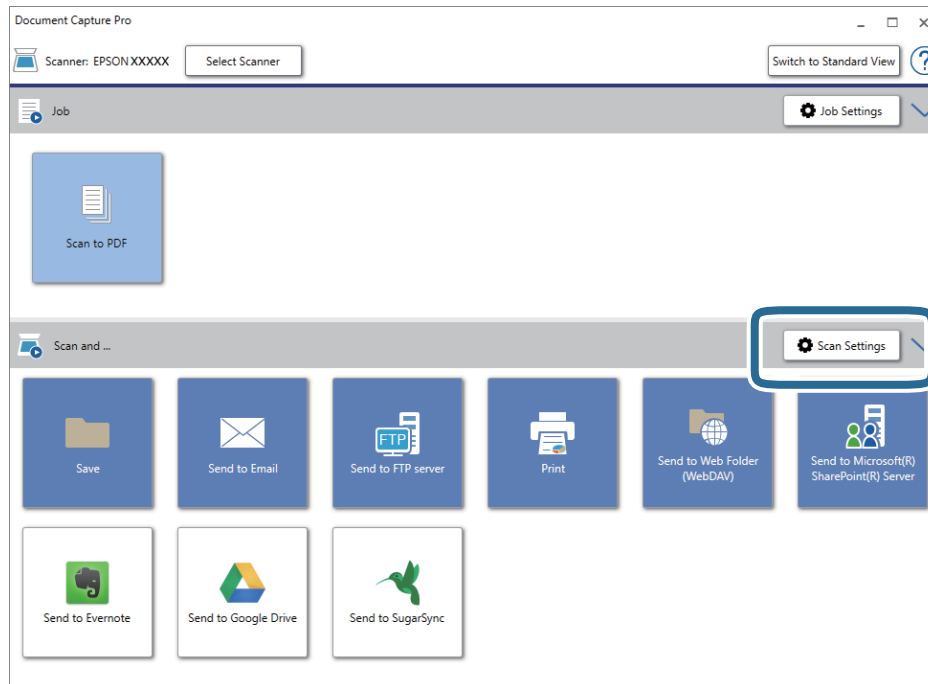 Document Capture Pro
Scanner: EPSON XXXXX
Select Scanner
Switch to Standard View
?
Job
Job Settings
Scan to PDF
Scan and ...
Scan Settings
Save
Send to Email
FTP
Send to FTP server
Print
Send to Web Folder
(WebDAV)
Send to Microsoft(R)
SharePoint(R) Server
Send to Evernote
Send to Google Drive
Send to SugarSync